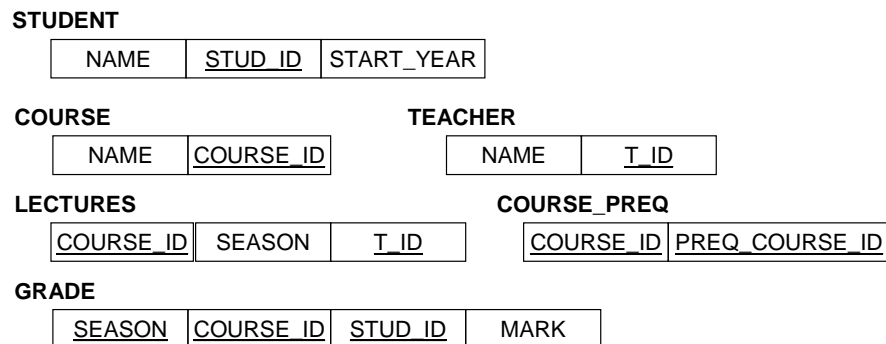 STUDENT
NAME STUD_ID START_YEAR
COURSE TEACHER
NAME COURSE_ID NAME T_ID
LECTURES COURSE_PREQ
COURSE_ID SEASON T_ID COURSE_ID PREQ_COURSE_ID
GRADE
SEASON COURSE_ID STUD_ID MARK